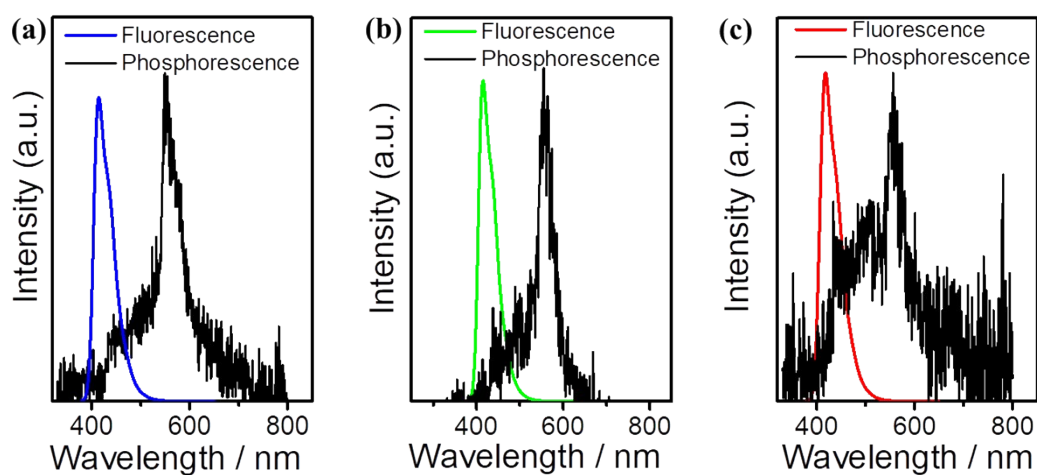 (a)
Fluorescence
Phosphorescence
Intensity (a.u.)
400 600 800
Wavelength / nm
(b)
Fluorescence
Phosphorescence
Intensity (a.u.)
400 600 800
Wavelength / nm
(c)
Fluorescence
Phosphorescence
Intensity (a.u.)
400 600 800
Wavelength / nm